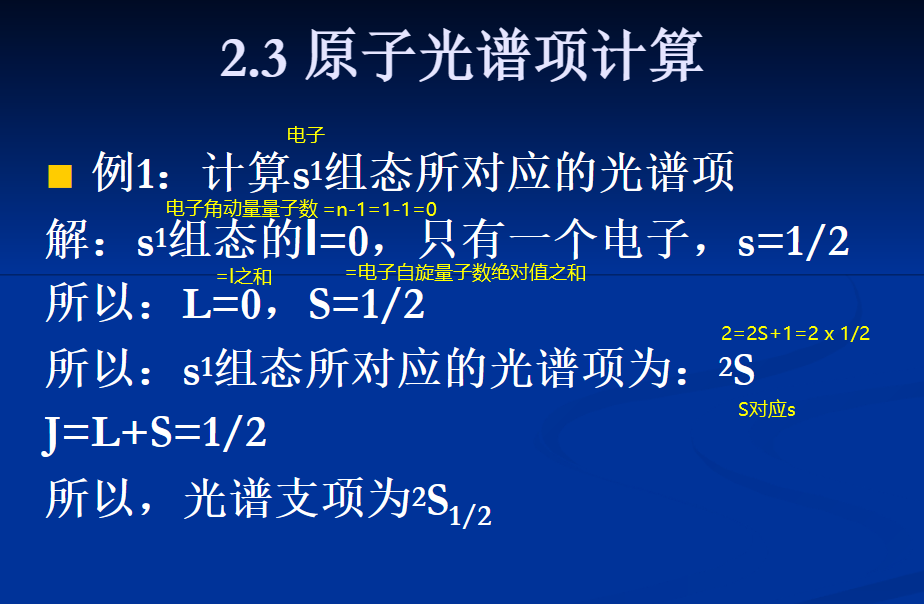 2.3 原子光谱项计算
电子
例1：计算s¹组态所对应的光谱项
电子角动量量子数 =n-1=1-1=0
解：s¹组态的l=0，只有一个电子，s=1/2
=l之和
=电子自旋量子数绝对值之和
所以：L=0，S=1/2
2=2S+1=2 x 1/2
所以：s¹组态所对应的光谱项为：²S
S对应s
J=L+S=1/2
所以，光谱支项为²S₁/₂